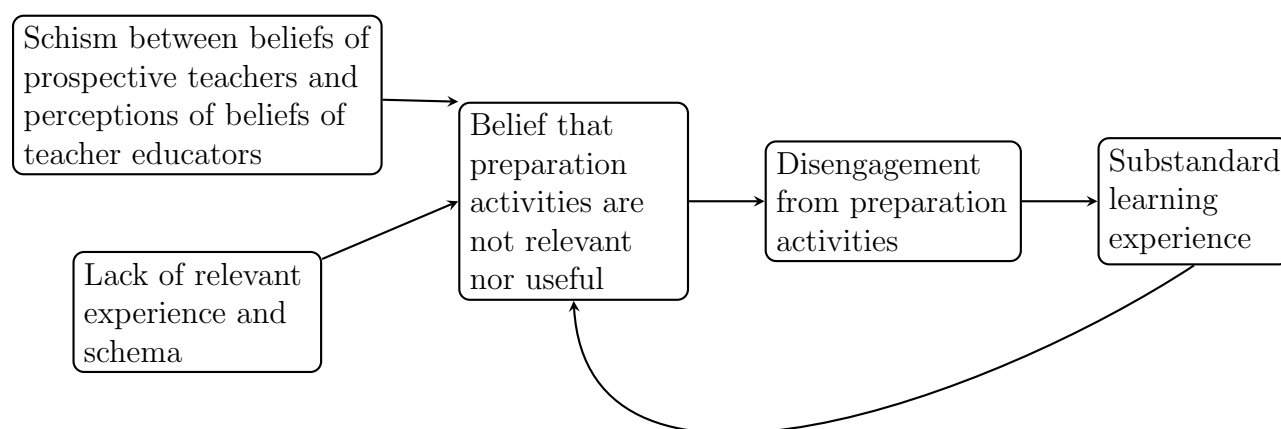 Schism between beliefs of
prospective teachers and
perceptions of beliefs of
teacher educators
Lack of relevant
experience and
schema
Belief that
preparation
activities are
not relevant
nor useful
Disengagement
from preparation
activities
Substandard
learning
experience